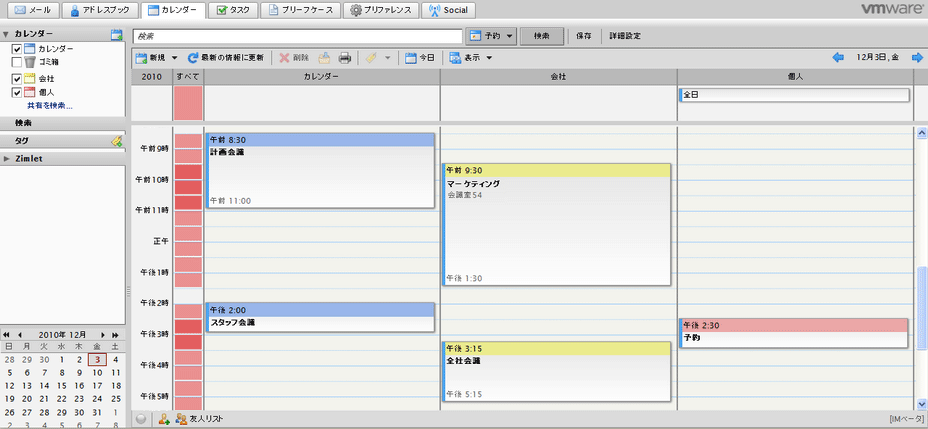 メール アドレスブック カレンダー タスク ブリーフケース プリファレンス Social vmware
カレンダー
カレンダー
ゴミ箱
会社
個人
共有を検索...
検索
タグ
Zimlet
検索 予約 検索 保存 詳細設定
新規 最新の情報に更新 削除 今日 表示 12月3日, 金
2010 すべて カレンダー 会社 個人
全日
午前9時
午前10時
午前11時
正午
午後1時
午後2時
午後3時
午後4時
午後5時
午前 8:30
計画会議
午前 11:00
午後 2:00
スタッフ会議
午前 9:30
マーケティング
会議室54
午後 1:30
午後 3:15
全社会議
午後 5:15
午後 2:30
予約
2010年 12月
日 月 火 水 木 金 土
28 29 30 1 2 3 4
5 6 7 8 9 10 11
12 13 14 15 16 17 18
19 20 21 22 23 24 25
26 27 28 29 30 31 1
2 3 4 5 6 7 8
友人リスト
[IMベータ]